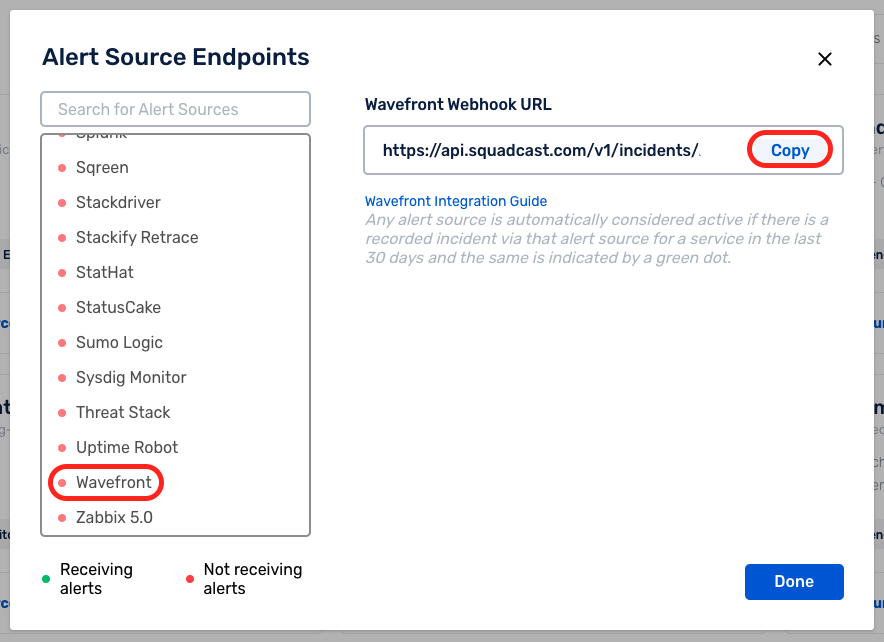 Alert Source Endpoints
Search for Alert Sources
Splunk
Sqreen
Stackdriver
Stackify Retrace
StatHat
StatusCake
Sumo Logic
Sysdig Monitor
Threat Stack
Uptime Robot
Wavefront
Zabbix 5.0
Receiving
alerts
Not receiving
alerts
Wavefront Webhook URL
https://api.squadcast.com/v1/incidents/.
Copy
Wavefront Integration Guide
Any alert source is automatically considered active if there is a
recorded incident via that alert source for a service in the last
30 days and the same is indicated by a green dot.
Done